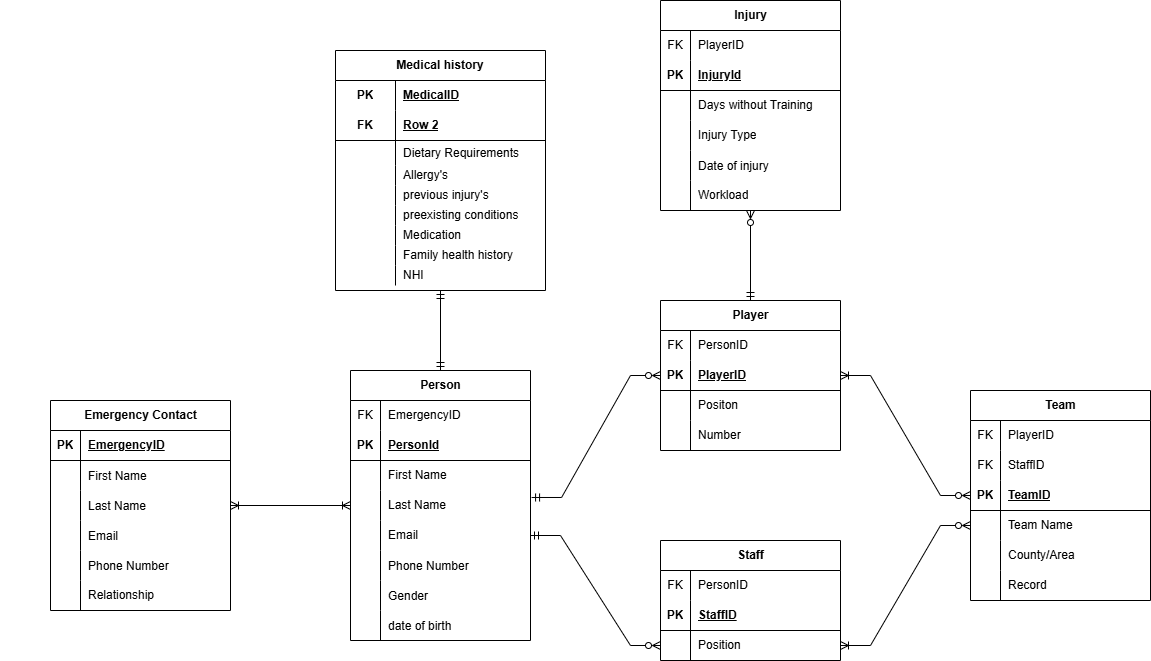 Injury
FK PlayerID
PK InjuryId
Days without Training
Injury Type
Date of injury
Workload
Medical history
PK MedicalID
FK Row 2
Dietary Requirements
Allergy's
previous injury's
preexisting conditions
Medication
Family health history
NHI
Player
FK PersonID
PK PlayerID
Positon
Number
Person
FK EmergencyID
PK PersonId
First Name
Last Name
Email
Phone Number
Gender
date of birth
Emergency Contact
PK EmergencyID
First Name
Last Name
Email
Phone Number
Relationship
Team
FK PlayerID
FK StaffID
PK TeamID
Team Name
County/Area
Record
Staff
FK PersonID
PK StaffID
Position